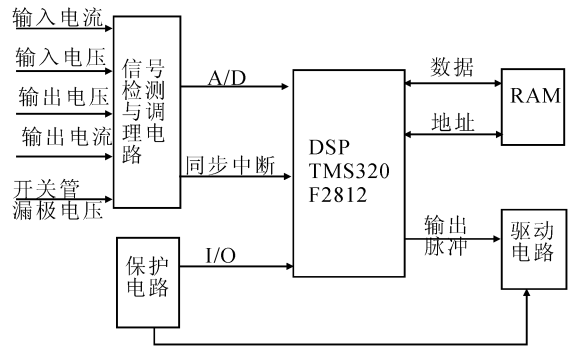 输入电流
输入电压
输出电压
输出电流
开关管
漏极电压
信号
检测
与调
理电
路
A/D
同步中断
保护
电路
I/O
DSP
TMS320
F2812
数据
地址
RAM
输出
脉冲
驱动
电路